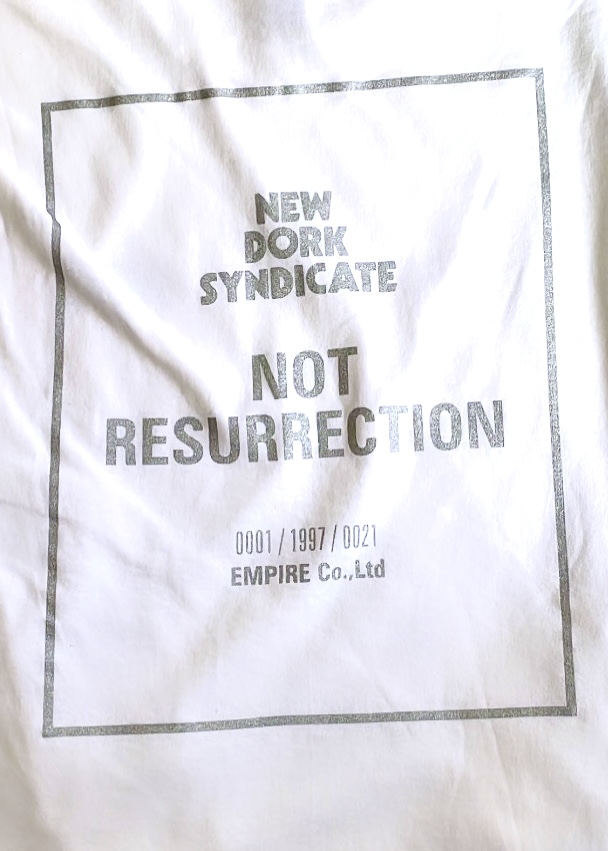 NEW
DORK
SYNDICATE
NOT
RESURRECTION
0001 / 1997 / 0021
EMPIRE Co.,Ltd